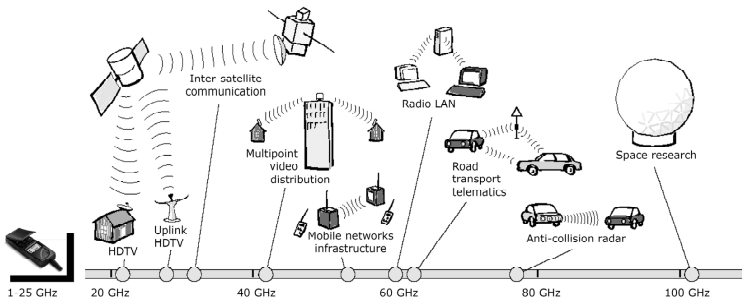 Inter satellite
communication
Radio LAN
Multipoint
video
distribution
Road
transport
telematics
Space research
HDTV
Uplink
HDTV
Mobile networks
infrastructure
Anti-collision radar
1-25 GHz
20 GHz
40 GHz
60 GHz
80 GHz
100 GHz